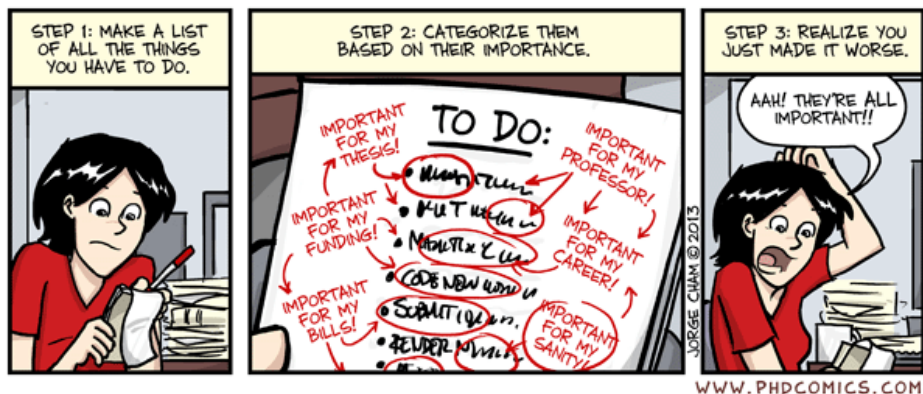 STEP 1: MAKE A LIST
OF ALL THE THINGS
YOU HAVE TO DO.
STEP 2: CATEGORIZE THEM
BASED ON THEIR IMPORTANCE.
TO DO:
IMPORTANT
FOR MY
THESIS!
IMPORTANT
FOR MY
PROFESSOR!
IMPORTANT
FOR MY
FUNDING!
IMPORTANT
FOR MY
CAREER!
IMPORTANT
FOR MY
BILLS!
IMPORTANT
FOR MY
SANITY!
CODE NEW
SUBMIT
STEP 3: REALIZE YOU
JUST MADE IT WORSE.
AAH! THEY'RE ALL
IMPORTANT!!
JORGE CHAM © 2013
WWW.PHDCOMICS.COM